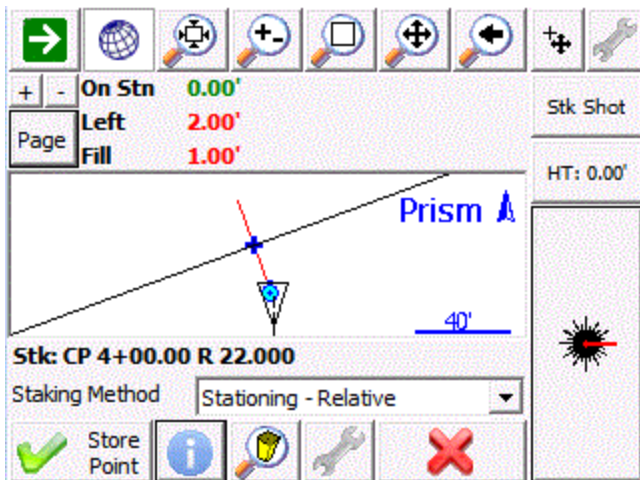 + - On Stn 0.00'
Page
Left 2.00'
Fill 1.00'
Stk Shot
HT: 0.00'
Prism
40'
Stk: CP 4+00.00 R 22.000
Staking Method Stationing - Relative
Store
Point